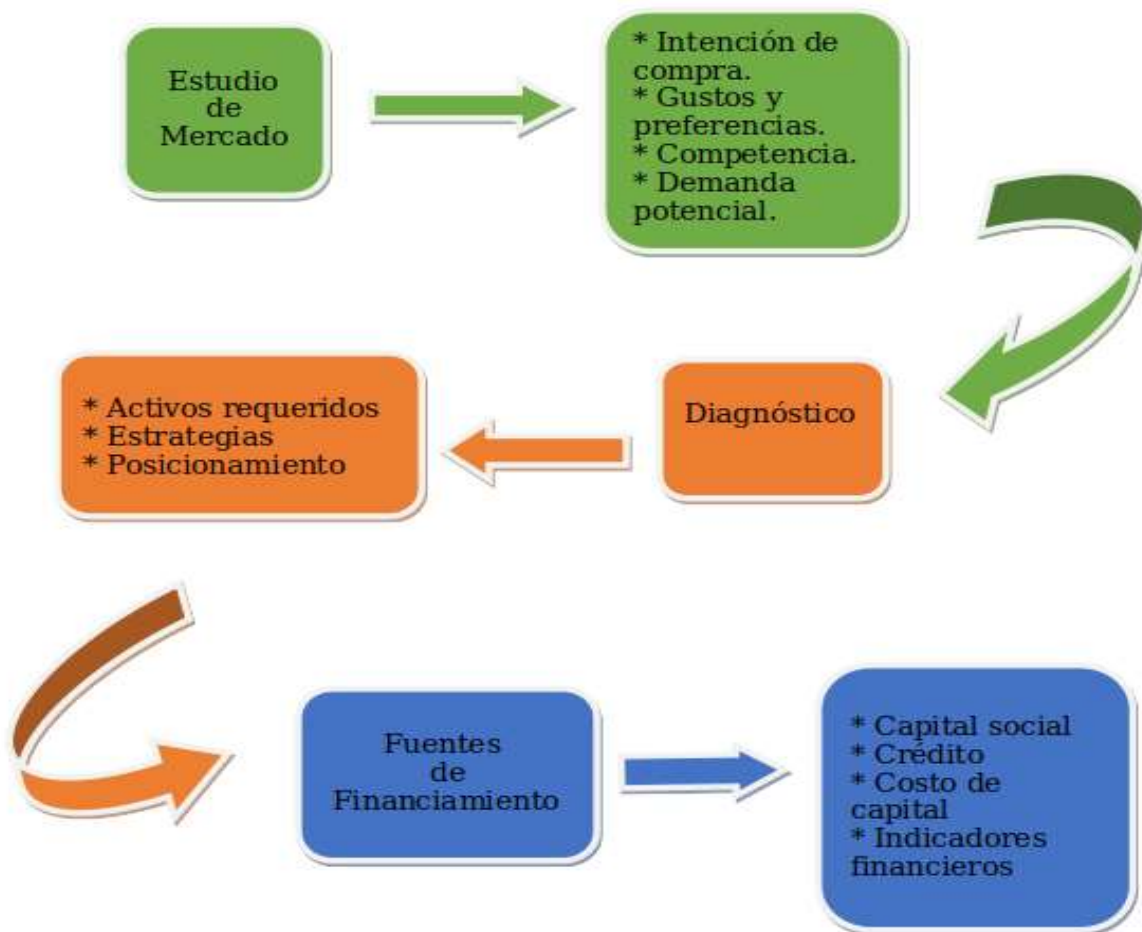 Estudio
de
Mercado
* Intención de
compra.
* Gustos y
preferencias.
* Competencia.
* Demanda
potencial.
Diagnóstico
* Activos requeridos
* Estrategias
* Posicionamiento
Fuentes
de
Financiamiento
* Capital social
* Crédito
* Costo de
capital
* Indicadores
financieros